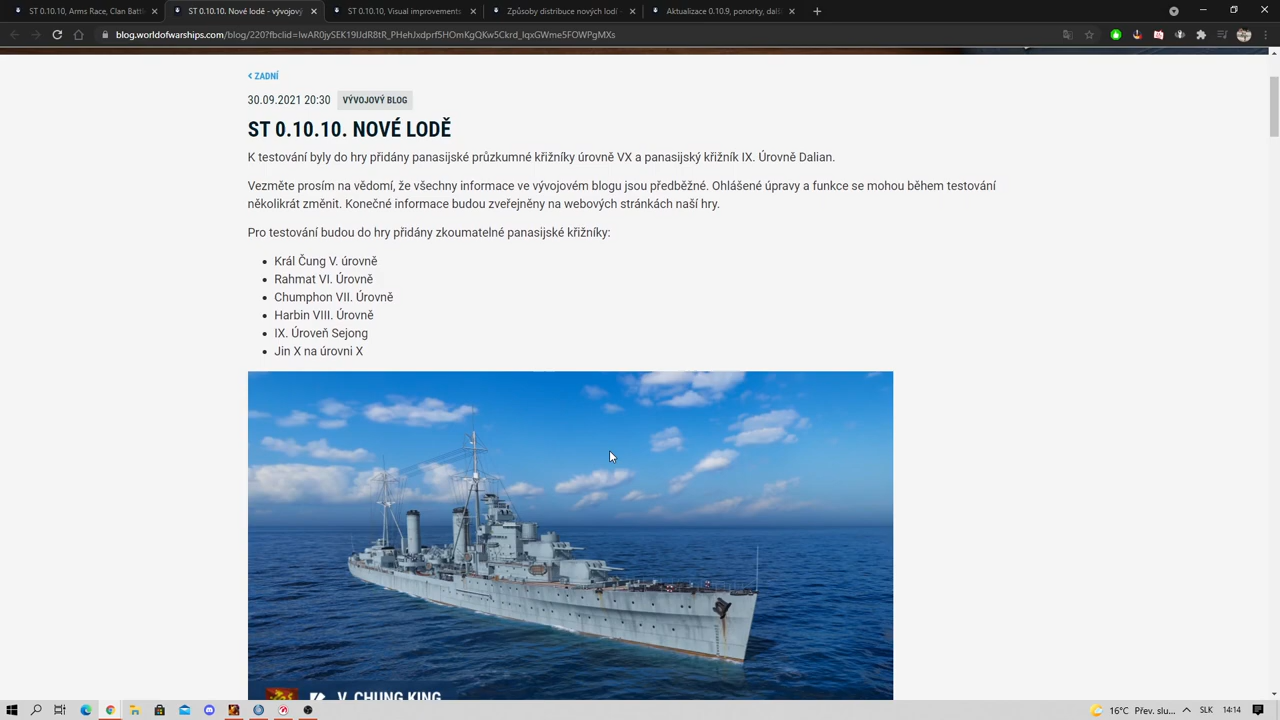 ST 0.10.10, Arms Race, Clan Battl
ST 0.10.10. Nové lodě - vývojový
ST 0.10.9, Visual improvements
Způsoby distribuce nových lodí
Aktualizace 0.10.9, ponorky, dalš
blog.worldofwarships.com/blog/220?fbclid=IwAR0jySEK19UdR8tR_PHehJxdprf5HOmKgQKw5Ckrd_IqxGWme5FOWPgMXs
ZADNÍ
30.09.2021 20:30 VÝVOJOVÝ BLOG
ST 0.10.10. NOVÉ LODĚ
K testování byly do hry přidány panasijské průzkumné křižníky úrovně VX a panasijský křižník IX. Úrovně Dalian.
Vezměte prosím na vědomí, že všechny informace ve vývojovém blogu jsou předběžné. Ohlášené úpravy a funkce se mohou během testování
několikrát změnit. Konečné informace budou zveřejněny na webových stránkách naší hry.
Pro testování budou do hry přidány zkoumatelné panasijské křižníky:
Král Čung V. úrovně
Rahmat VI. Úrovně
Chumphon VII. Úrovně
Harbin VIII. Úrovně
IX. Úroveň Sejong
Jin X na úrovni X
V. CHUNG KING
16°C Přev. slu... SLK 14:14